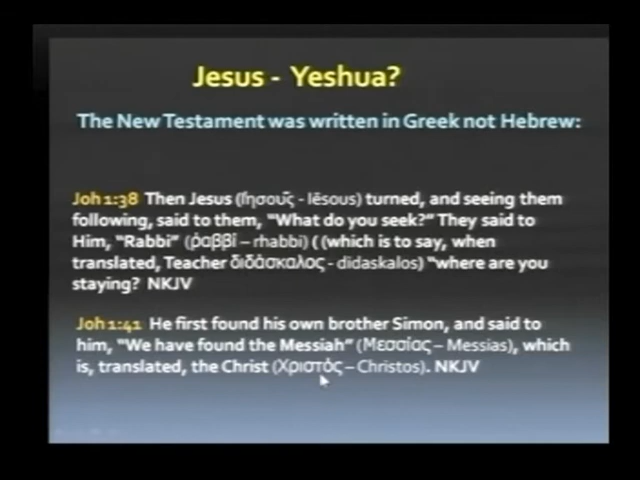 Jesus - Yeshua?
The New Testament was written in Greek not Hebrew:
Joh 1:38 Then Jesus (Ἰησοῦς - Iēsous) turned, and seeing them
following, said to them, "What do you seek?" They said to
Him, "Rabbi" (ῥαββί – rhabbi) ( (which is to say, when
translated, Teacher διδάσκαλος - didaskalos) "where are you
staying? NKJV
Joh 1:41 He first found his own brother Simon, and said to
him, "We have found the Messiah" (Μεσσίας – Messias), which
is, translated, the Christ (Χριστὸς – Christos). NKJV